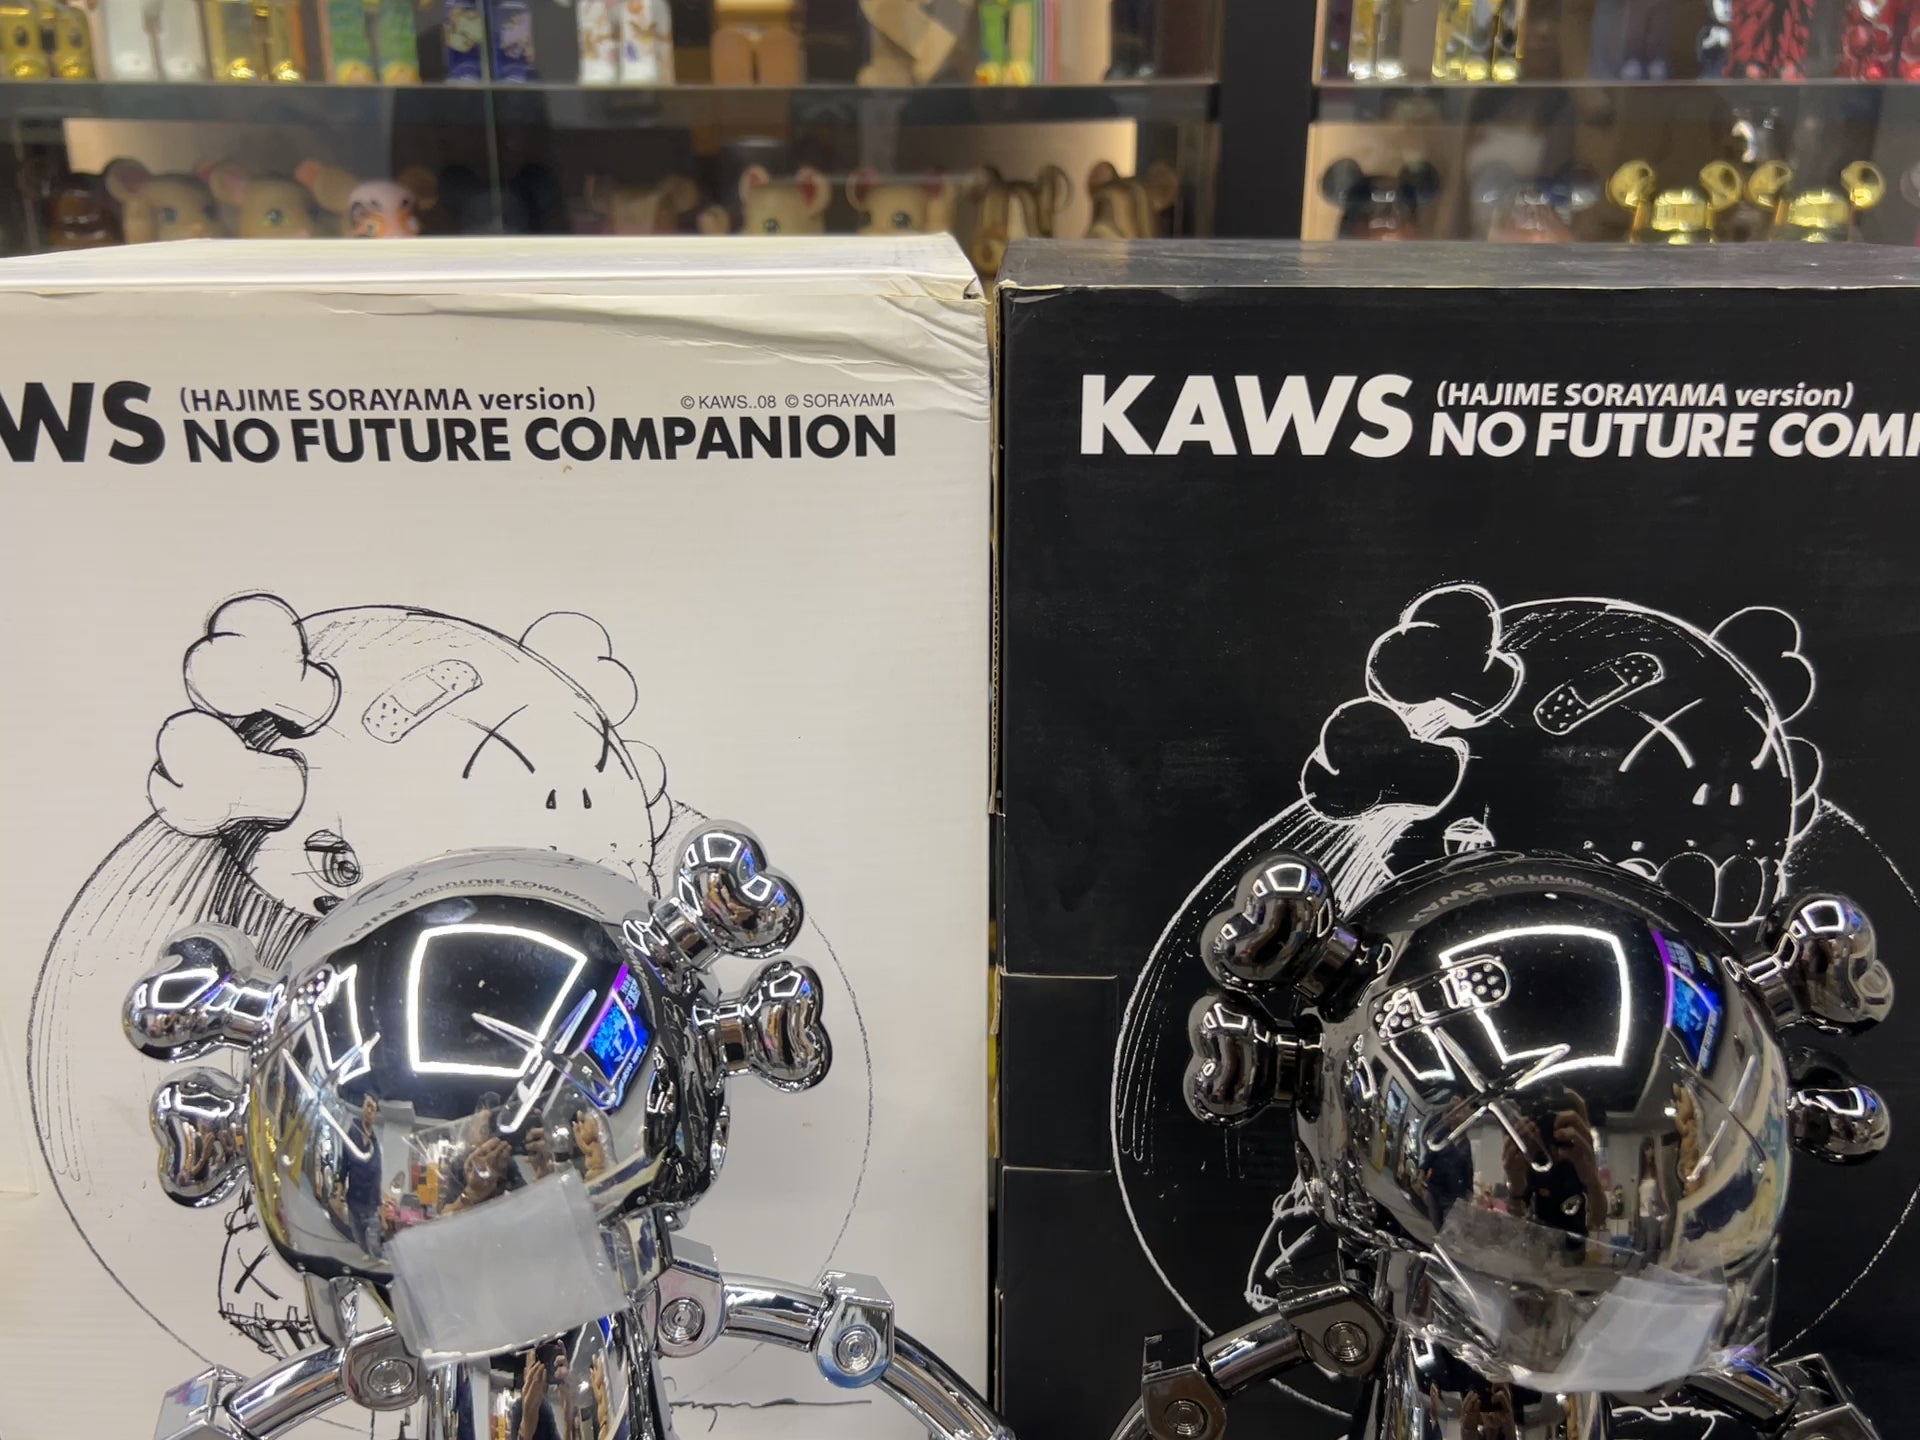 WS (HAJIME SORAYAMA version) © KAWS..08 © SORAYAMA
NO FUTURE COMPANION
KAWS (HAJIME SORAYAMA version)
NO FUTURE COMP